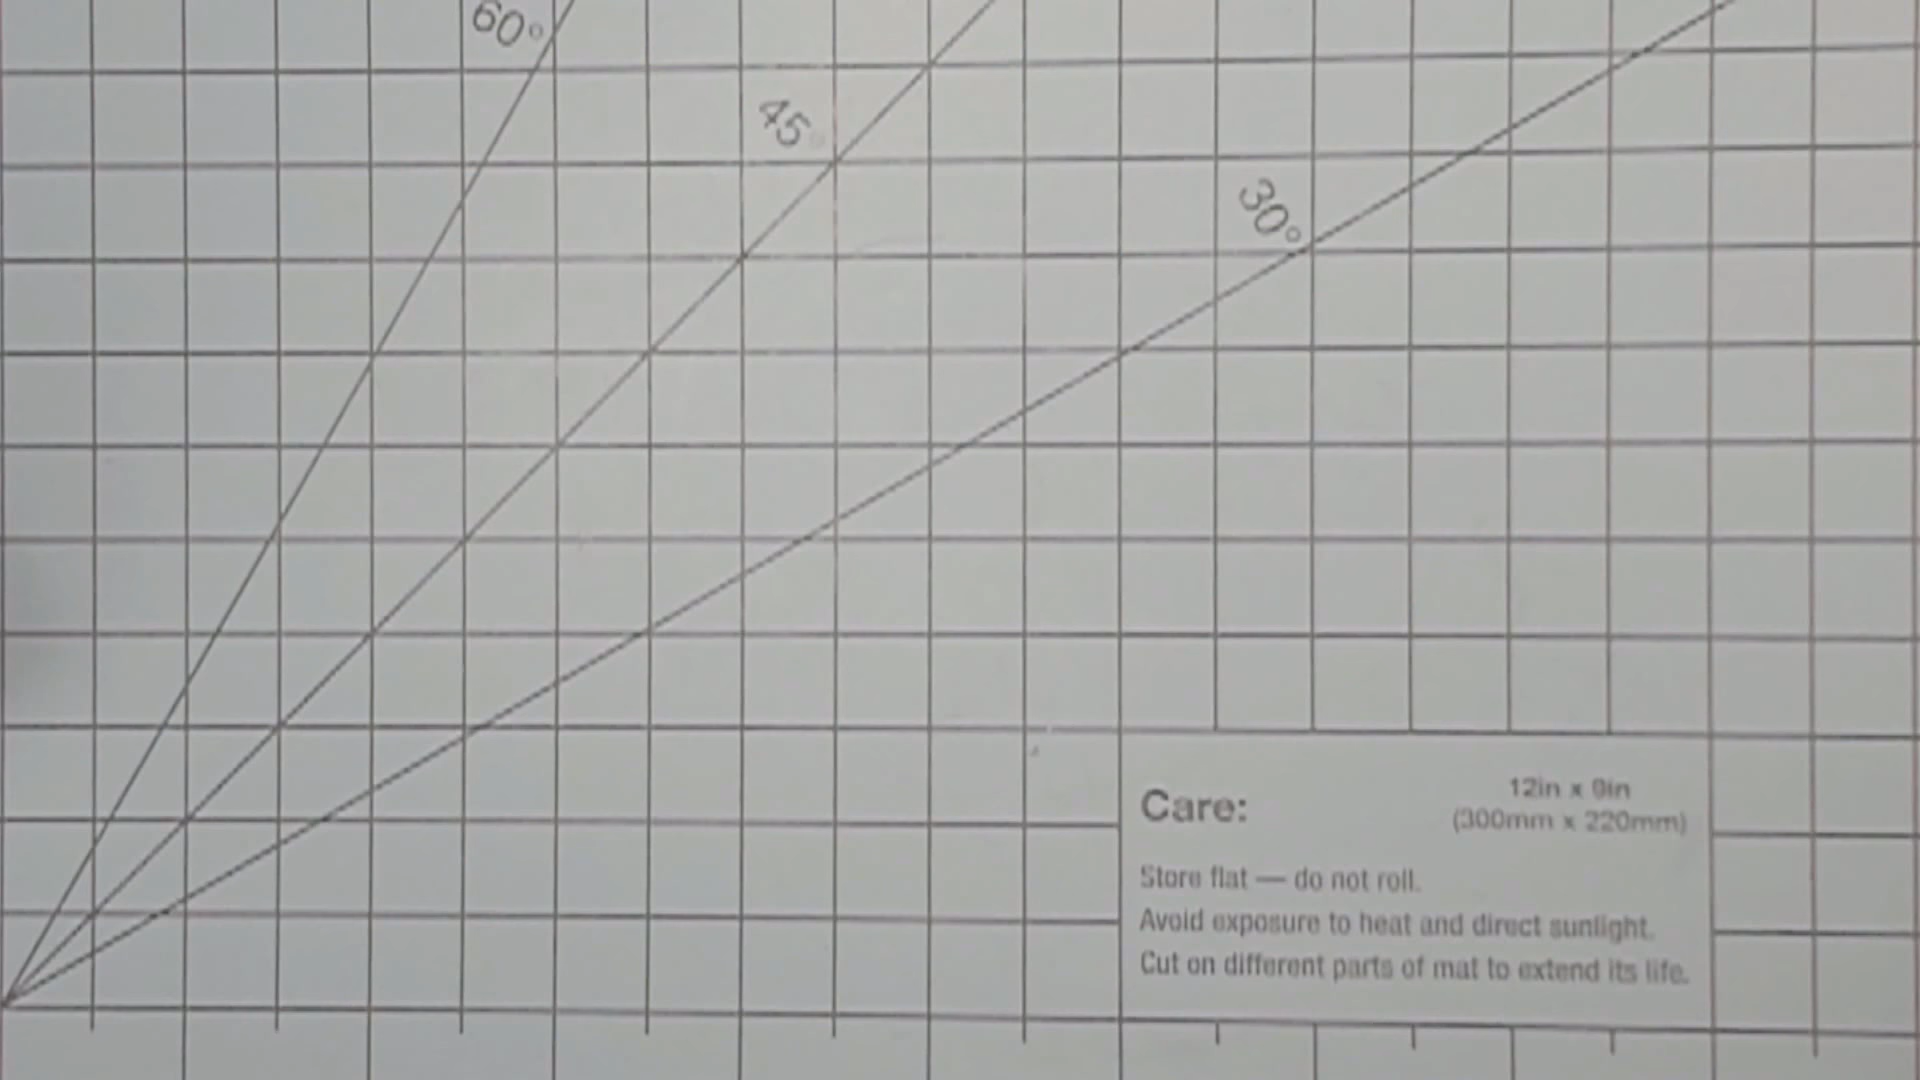 60°
45°
30°
Care:
12in x 9in
(300mm x 220mm)
Store flat — do not roll.
Avoid exposure to heat and direct sunlight.
Cut on different parts of mat to extend its life.